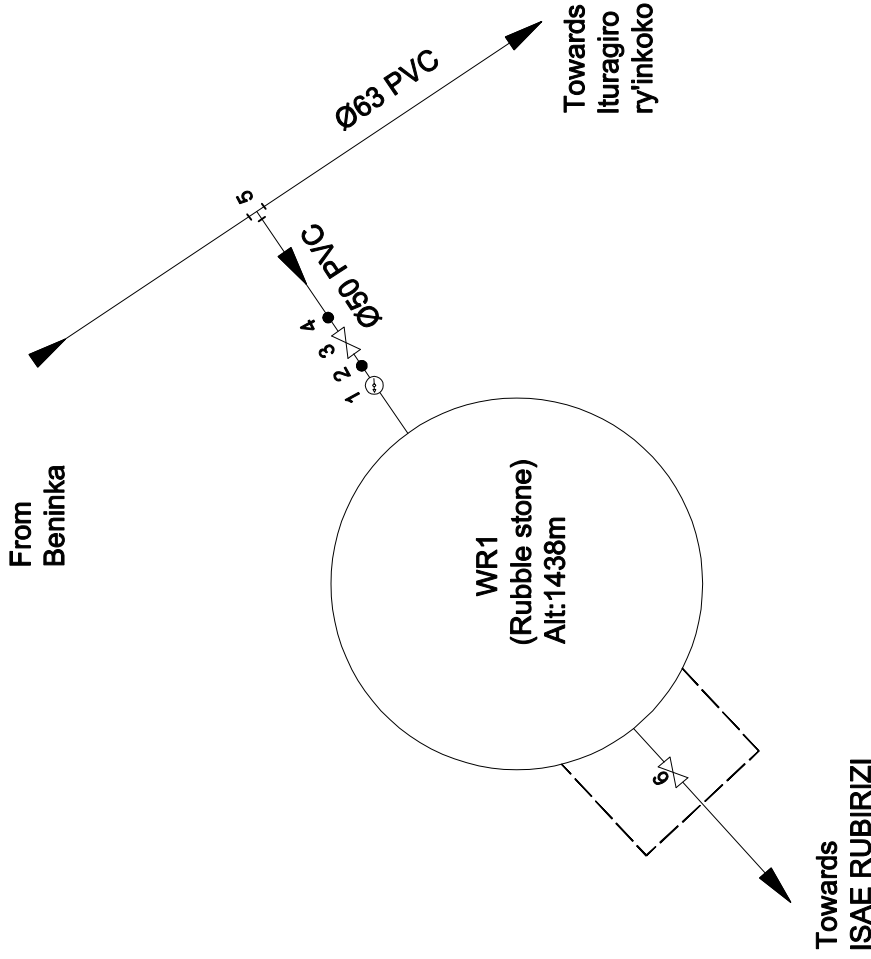 From
Beninka
Ø63 PVC
Towards
Ituragiro
ry'inkoko
5
Ø50 PVC
4
3
2
1
WR1
(Rubble stone)
Alt:1438m
6
Towards
ISAE RUBIRIZI